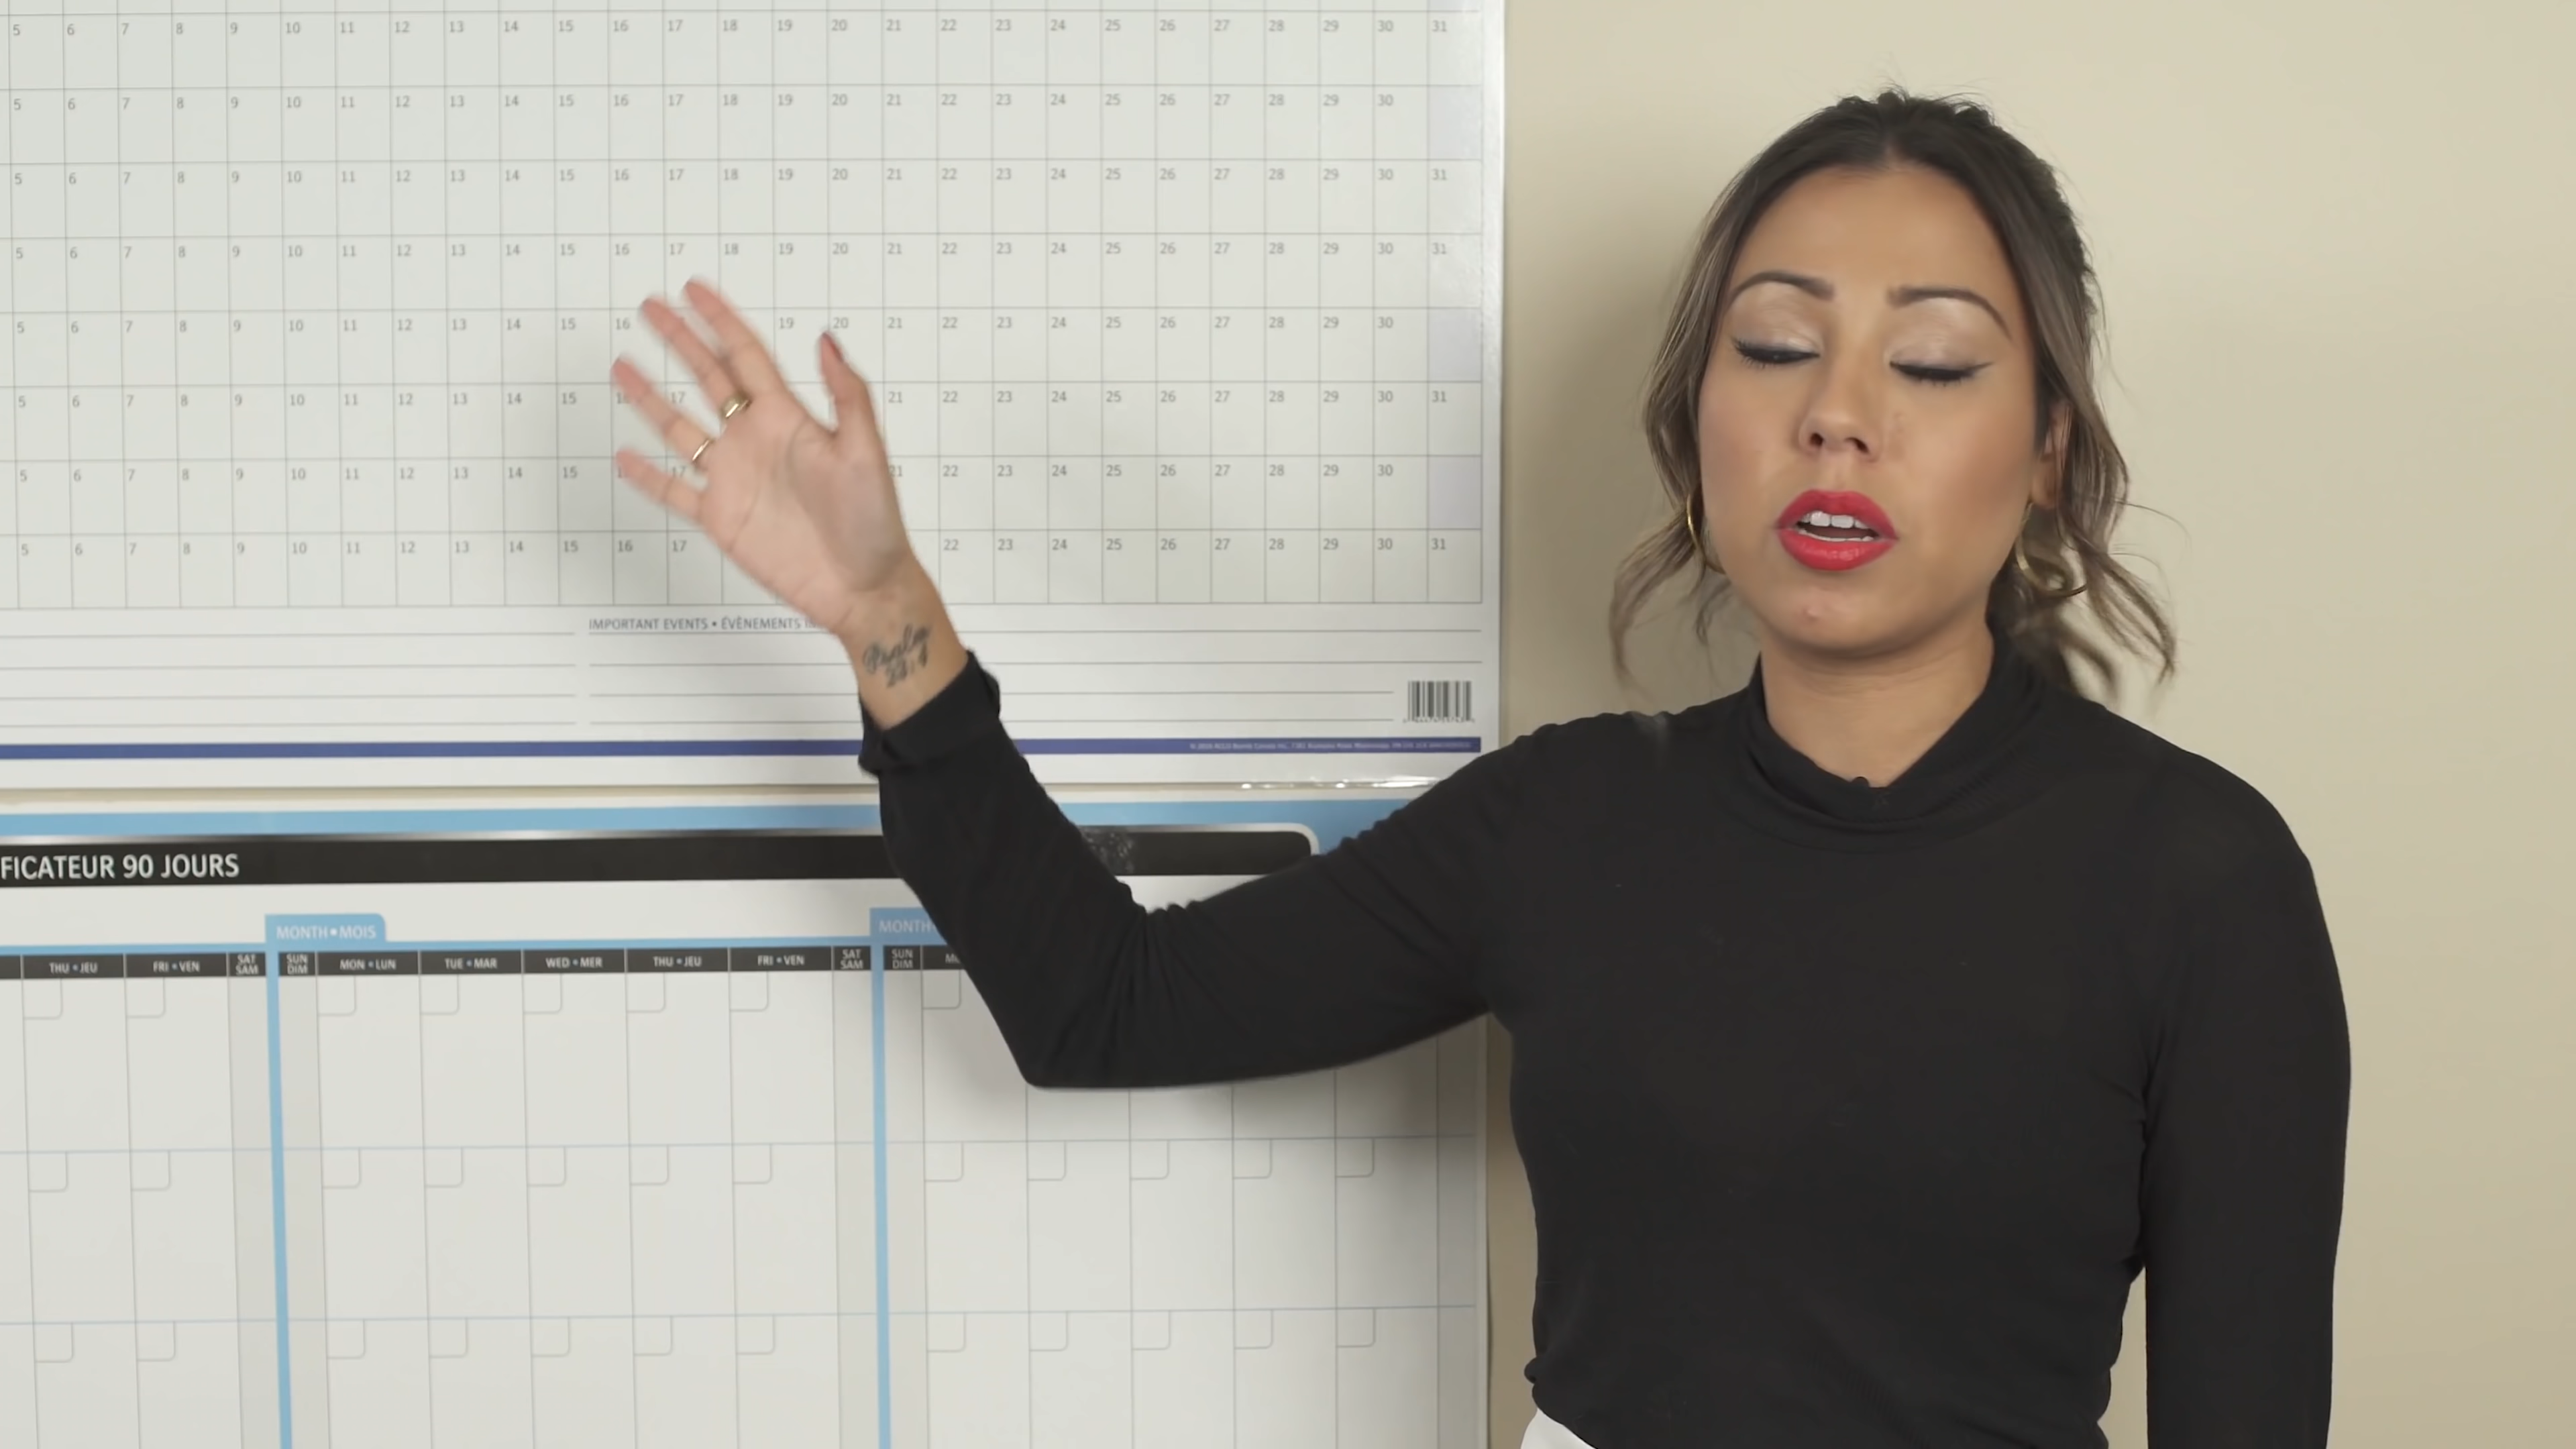 5 6 7 8 9 10 11 12 13 14 15 16 17 18 19 20 21 22 23 24 25 26 27 28 29 30 31
5 6 7 8 9 10 11 12 13 14 15 16 17 18 19 20 21 22 23 24 25 26 27 28 29 30
5 6 7 8 9 10 11 12 13 14 15 16 17 18 19 20 21 22 23 24 25 26 27 28 29 30 31
5 6 7 8 9 10 11 12 13 14 15 16 17 18 19 20 21 22 23 24 25 26 27 28 29 30 31
5 6 7 8 9 10 11 12 13 14 15 16 19 20 21 22 23 24 25 26 27 28 29 30
5 6 7 8 9 10 11 12 13 14 15 16 17 21 22 23 24 25 26 27 28 29 30 31
5 6 7 8 9 10 11 12 13 14 15 17 21 22 23 24 25 26 27 28 29 30
5 6 7 8 9 10 11 12 13 14 15 16 17 22 23 24 25 26 27 28 29 30 31
IMPORTANT EVENTS • ÉVÈNEMENTS
FICATEUR 90 JOURS
MONTH•MOIS MONTH
THU•JEU FRI•VEN SAT SAM SUN DIM MON•LUN TUE•MAR WED•MER THU•JEU FRI•VEN SAT SAM SUN DIM